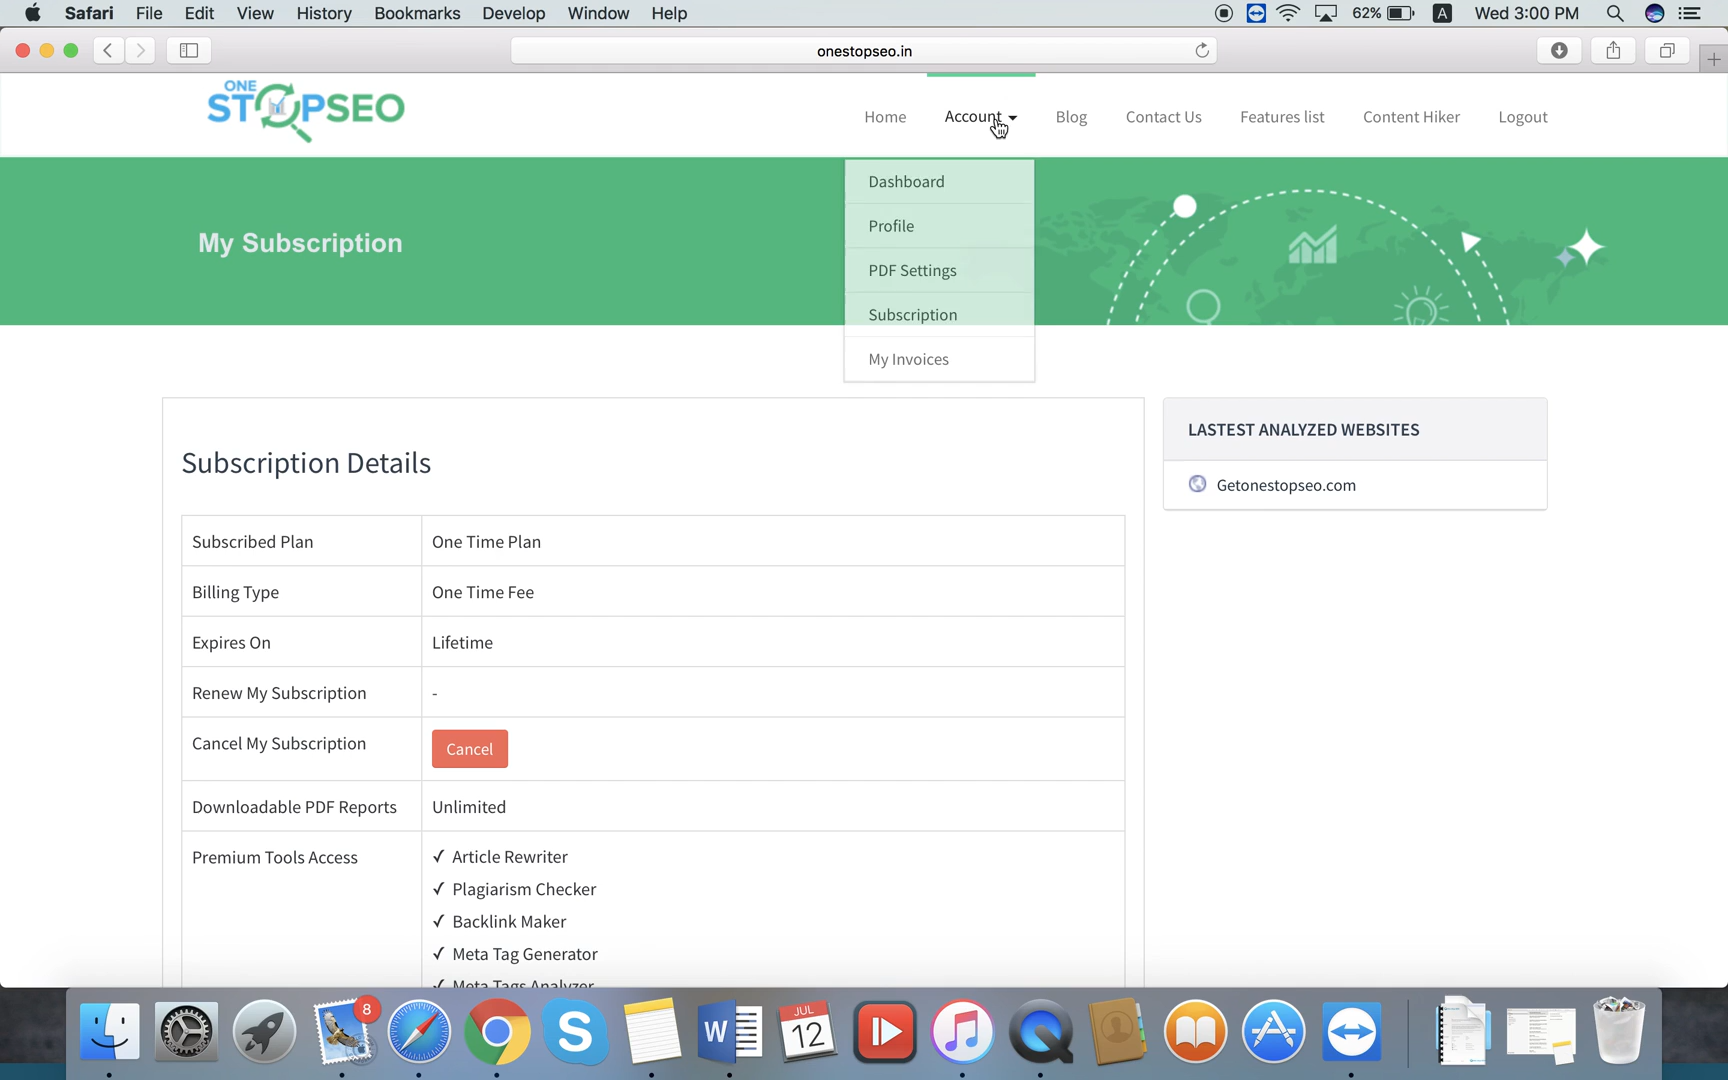 Safari File Edit View History Bookmarks Develop Window Help 62% A Wed 3:00 PM
onestopseo.in
ONE
STOPSEO
Home Account Blog Contact Us Features list Content Hiker Logout
Dashboard
Profile
PDF Settings
Subscription
My Invoices
My Subscription
Subscription Details
Subscribed Plan One Time Plan
Billing Type One Time Fee
Expires On Lifetime
Renew My Subscription -
Cancel My Subscription Cancel
Downloadable PDF Reports Unlimited
Premium Tools Access ✓ Article Rewriter
✓ Plagiarism Checker
✓ Backlink Maker
✓ Meta Tag Generator
✓ Meta Tags Analyzer
LASTEST ANALYZED WEBSITES
Getonestopseo.com
8
S
W
JUL
12